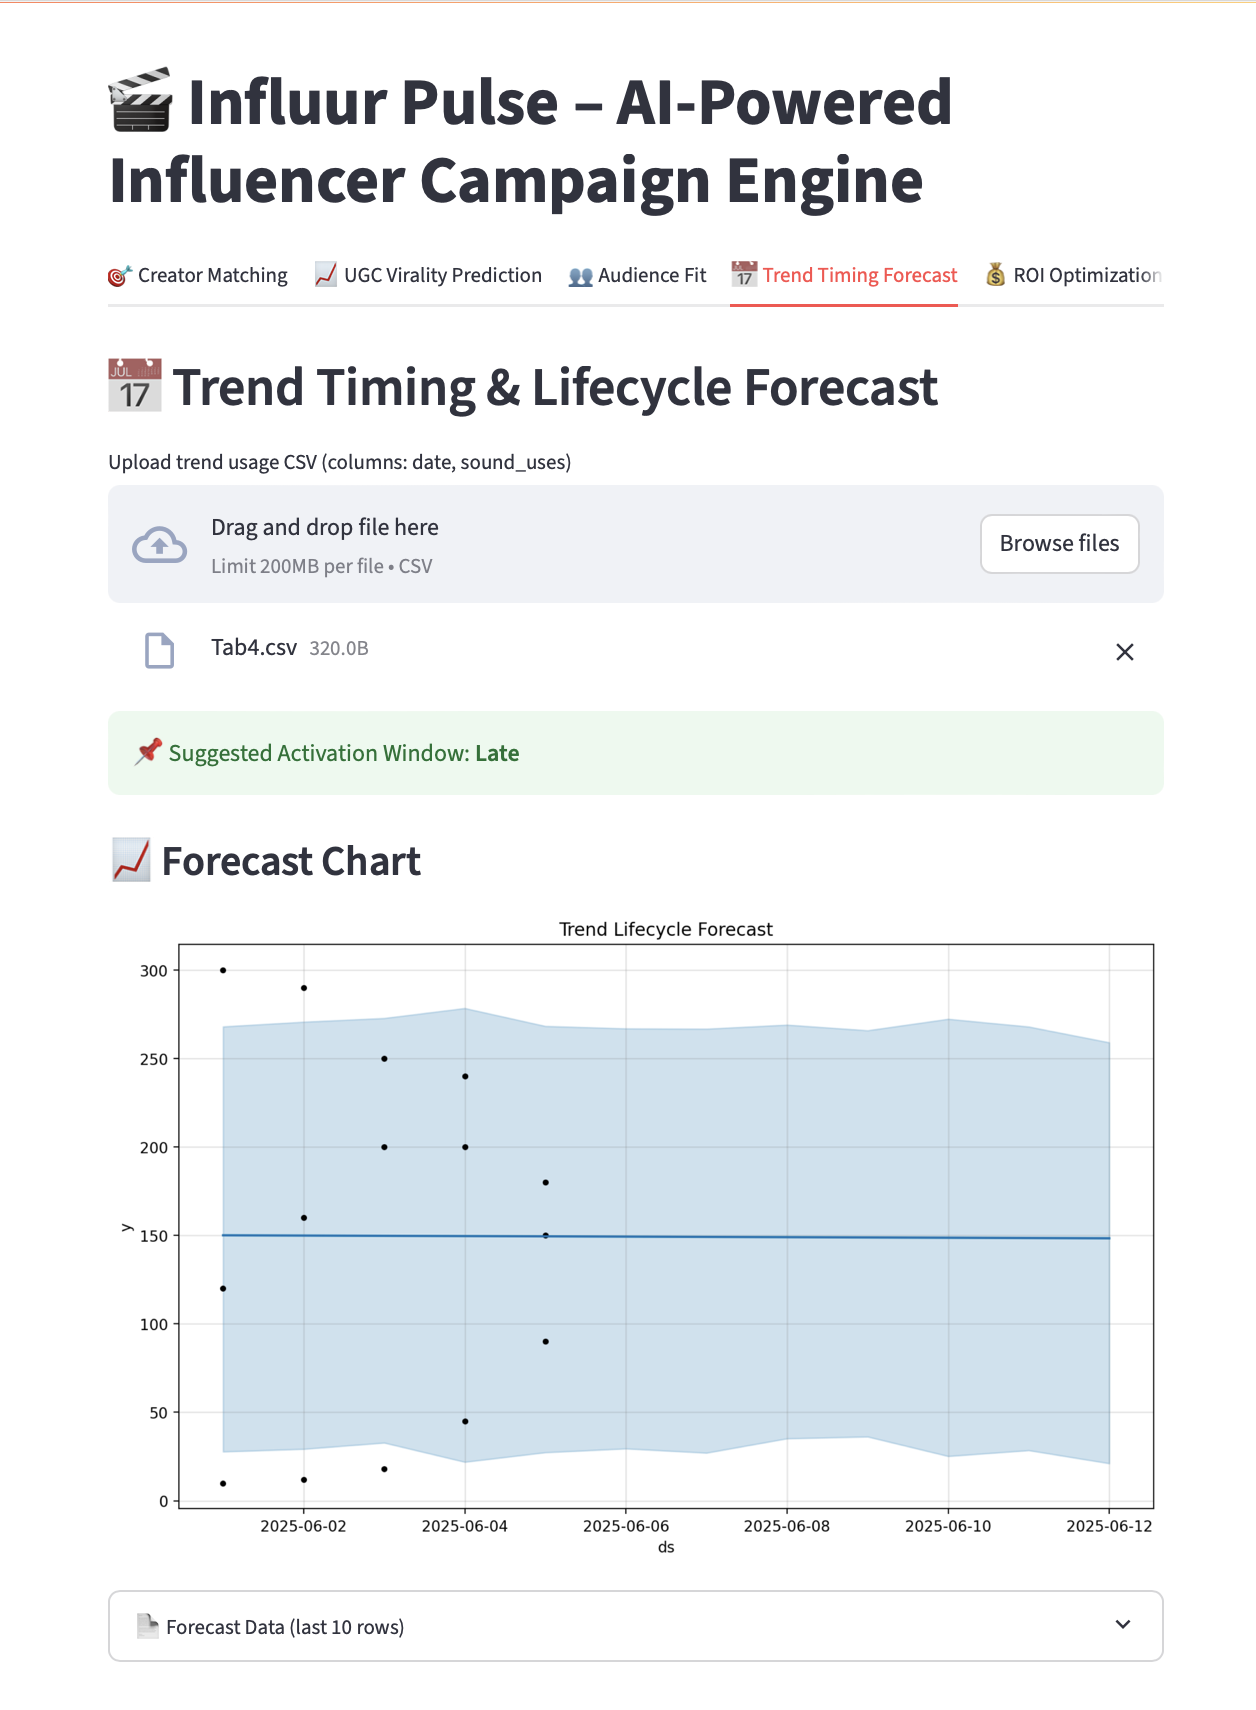 Influur Pulse – AI-Powered
Influencer Campaign Engine
Creator Matching UGC Virality Prediction Audience Fit Trend Timing Forecast ROI Optimization
JUL
17
Trend Timing & Lifecycle Forecast
Upload trend usage CSV (columns: date, sound_uses)
Drag and drop file here
Limit 200MB per file • CSV
Browse files
Tab4.csv 320.0B
Suggested Activation Window: Late
Forecast Chart
Trend Lifecycle Forecast
300
250
200
150
100
50
0
y
2025-06-02 2025-06-04 2025-06-06 2025-06-08 2025-06-10 2025-06-12
ds
Forecast Data (last 10 rows)